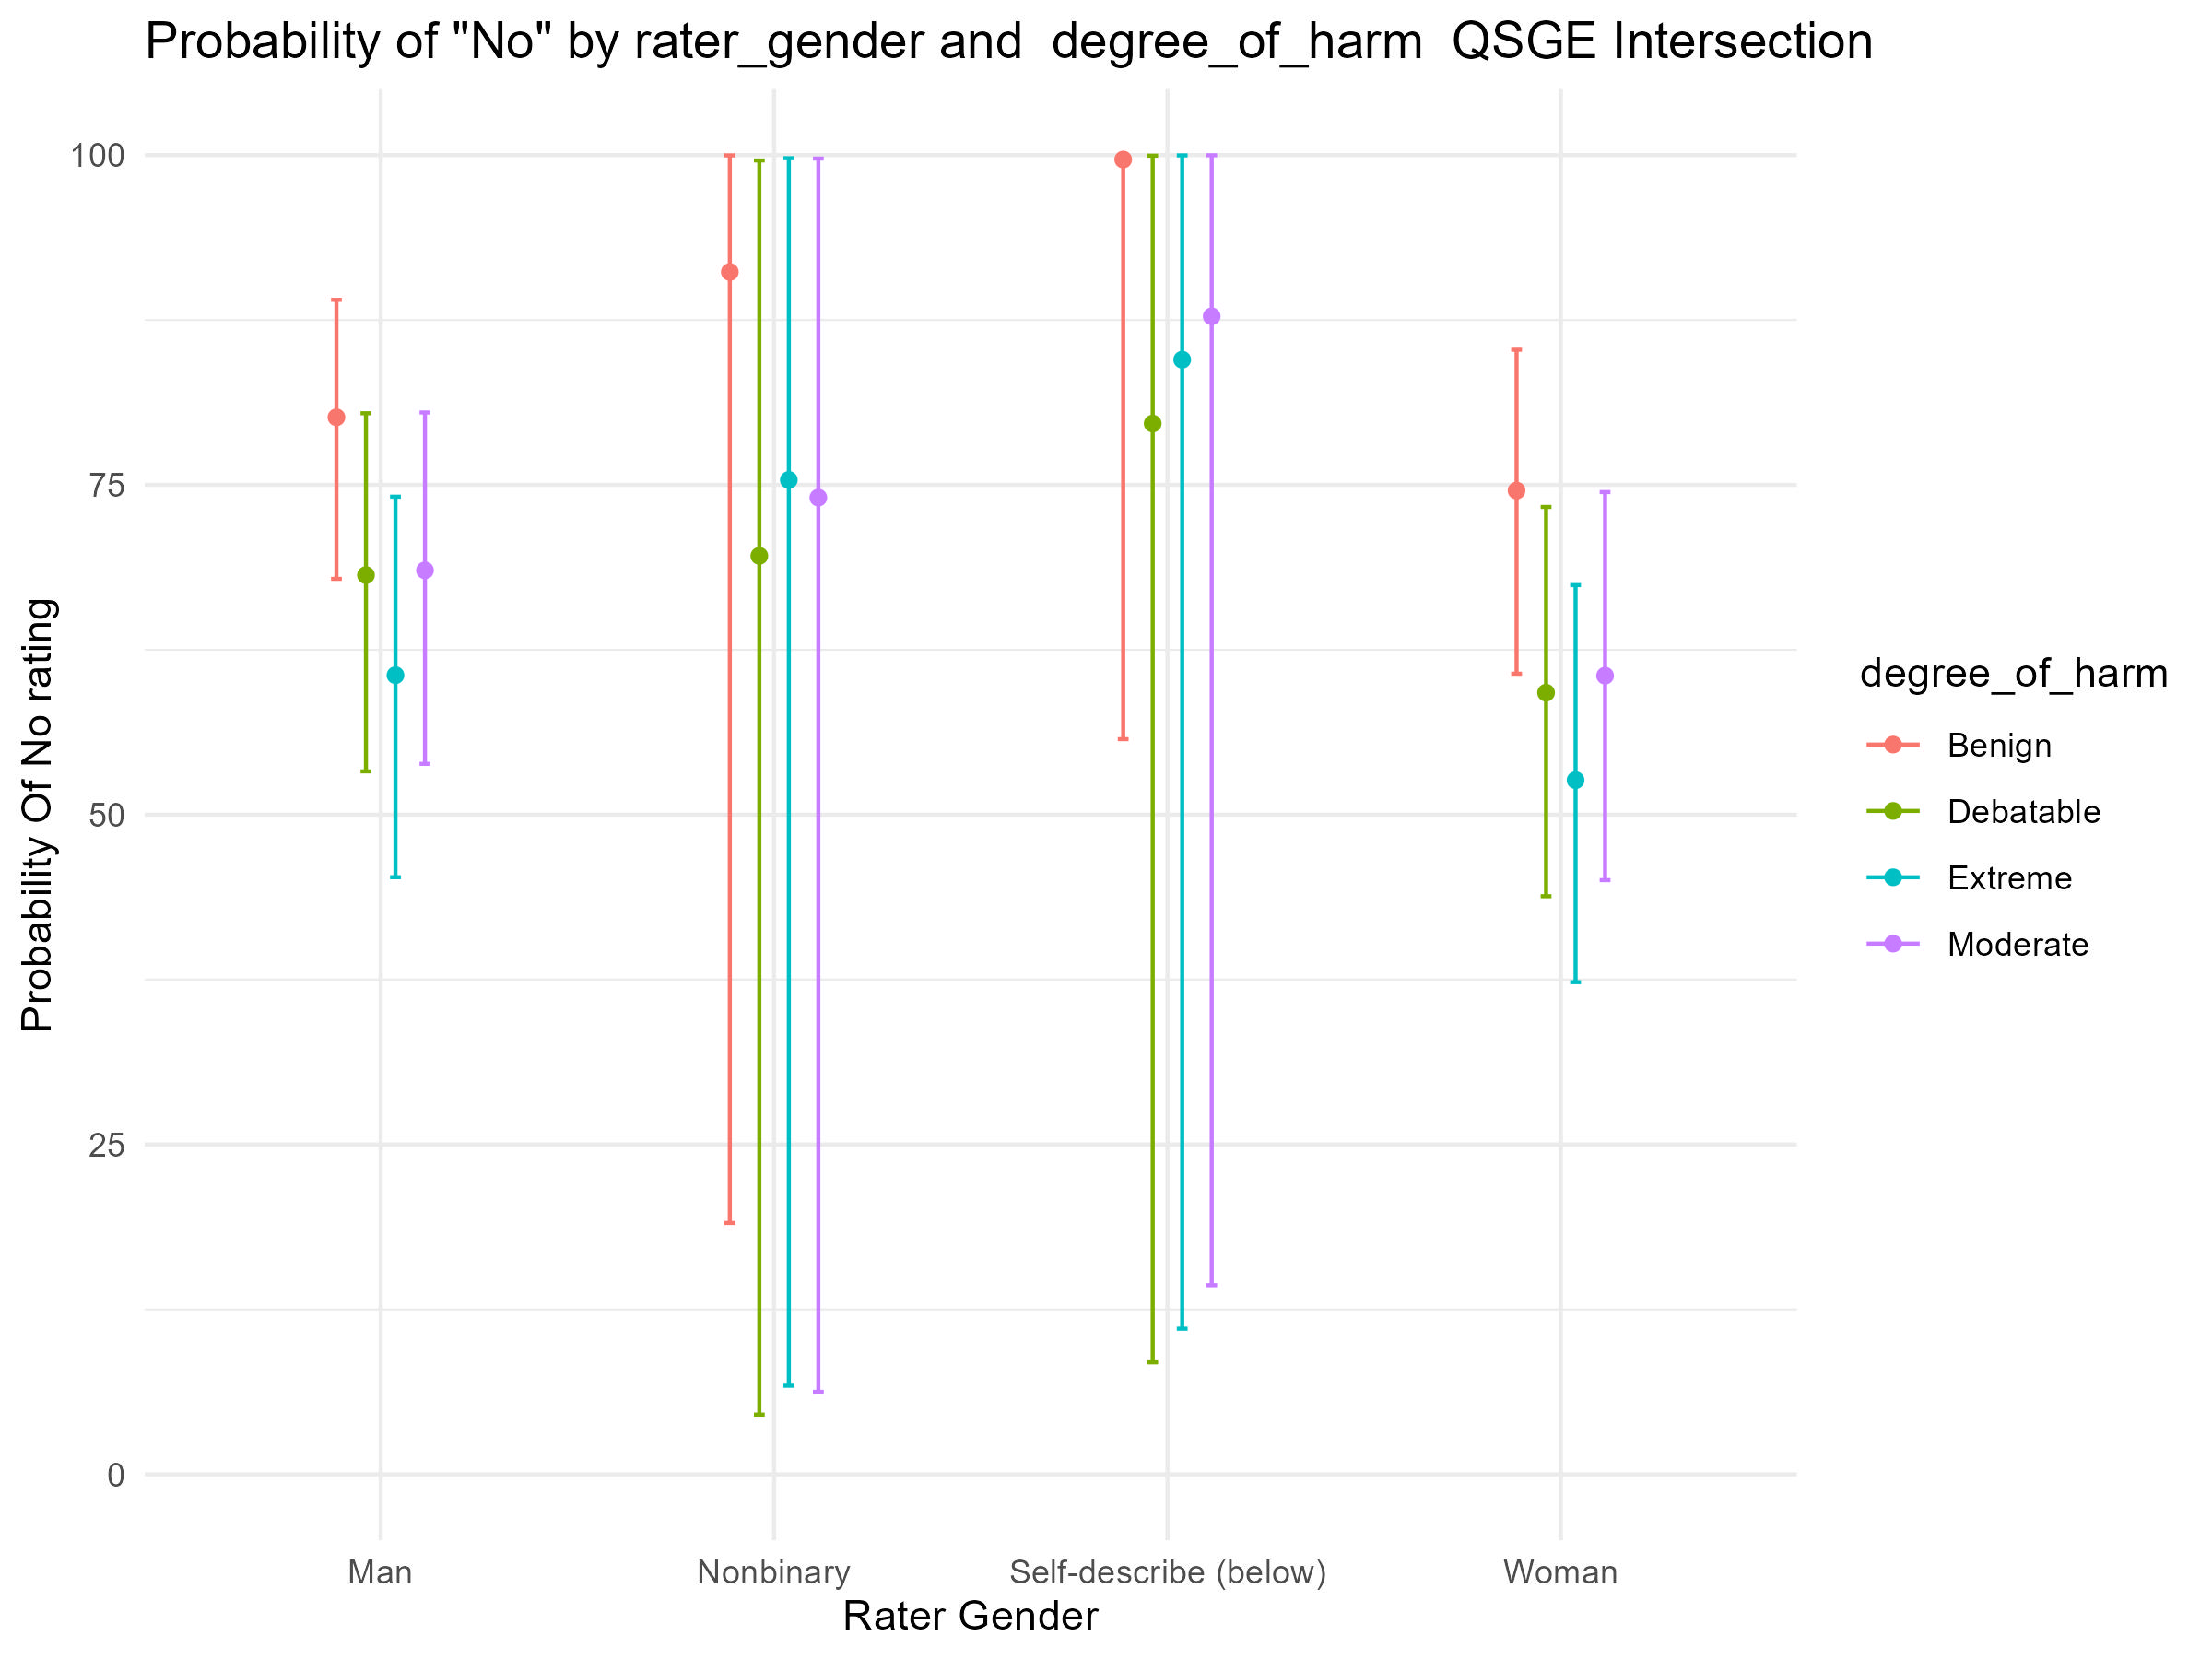 Probability of "No" by rater_gender and  degree_of_harm  QSGE Intersection
Probability Of No rating
100
75
50
25
0
Man
Nonbinary
Self-describe (below)
Woman
Rater Gender
degree_of_harm
Benign
Debatable
Extreme
Moderate